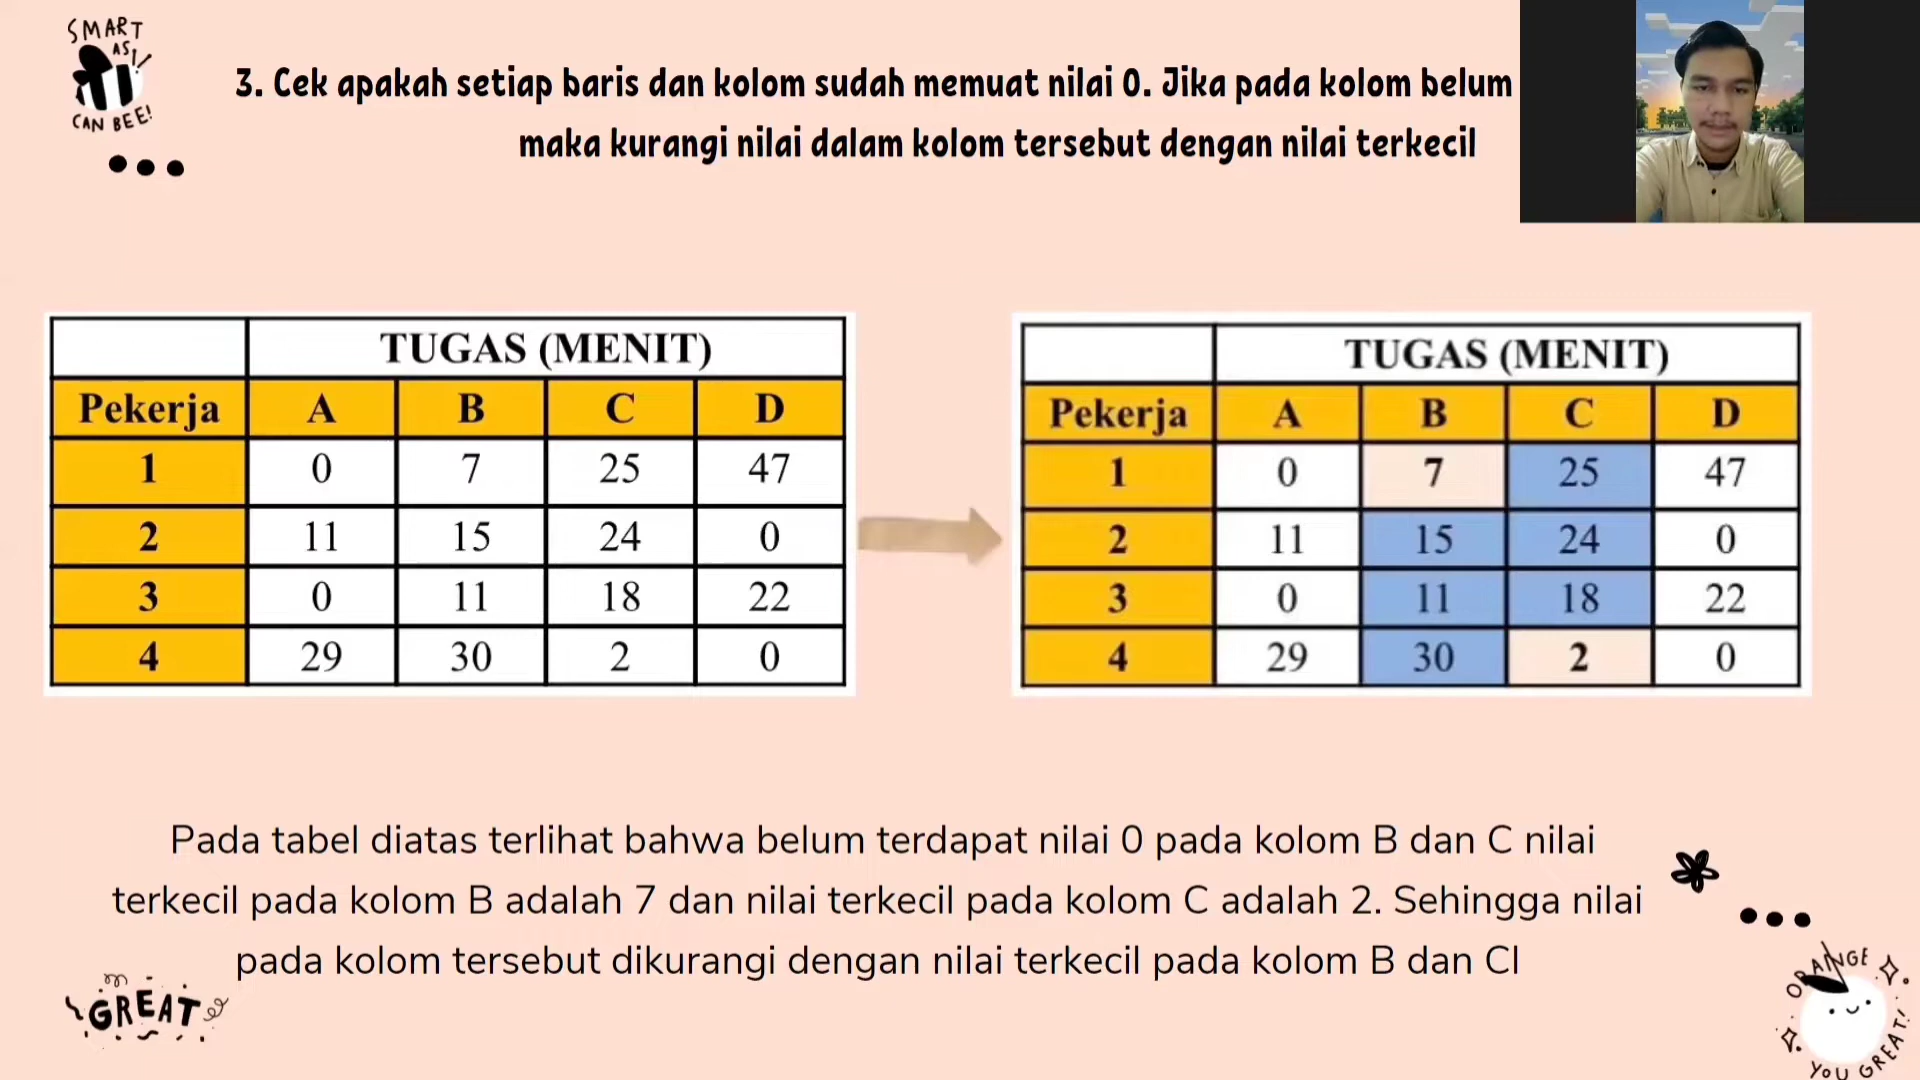 SMART
AS
CAN BEE!
3. Cek apakah setiap baris dan kolom sudah memuat nilai 0. Jika pada kolom belum
maka kurangi nilai dalam kolom tersebut dengan nilai terkecil
TUGAS (MENIT)
Pekerja A B C D
1 0 7 25 47
2 11 15 24 0
3 0 11 18 22
4 29 30 2 0
TUGAS (MENIT)
Pekerja A B C D
1 0 7 25 47
2 11 15 24 0
3 0 11 18 22
4 29 30 2 0
Pada tabel diatas terlihat bahwa belum terdapat nilai 0 pada kolom B dan C nilai
terkecil pada kolom B adalah 7 dan nilai terkecil pada kolom C adalah 2. Sehingga nilai
pada kolom tersebut dikurangi dengan nilai terkecil pada kolom B dan Cl
GREAT
ORANGE
YOU GREAT!